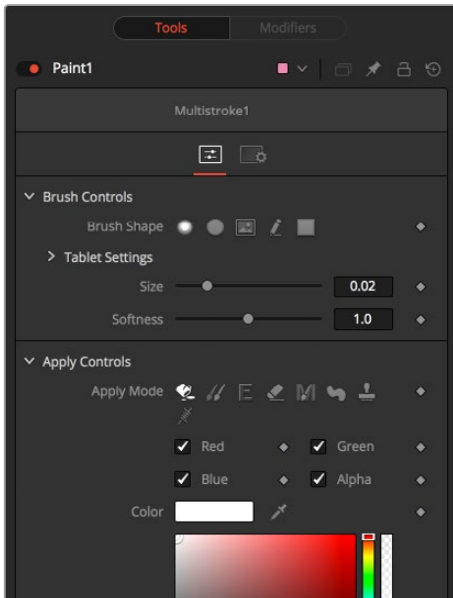 Tools Modifiers
Paint1
Multistroke1
Brush Controls
Brush Shape
Tablet Settings
Size 0.02
Softness 1.0
Apply Controls
Apply Mode
Red Green
Blue Alpha
Color